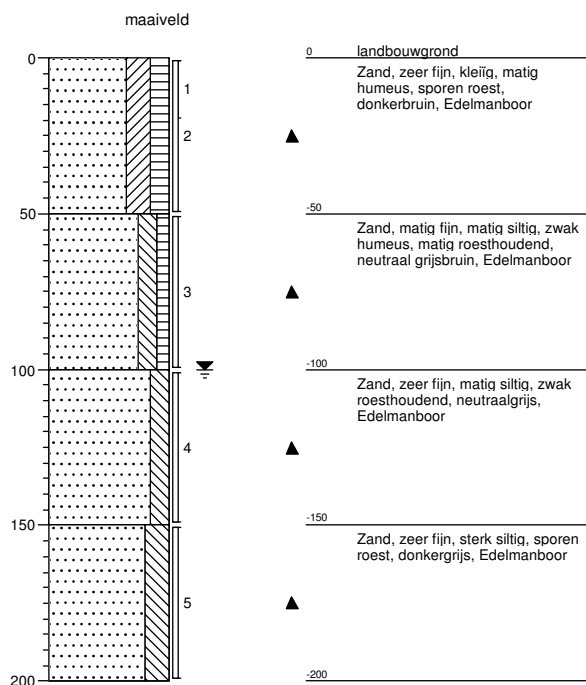 maaiveld
0
50
100
150
200
1
2
3
4
5
0
landbouwgrond
Zand, zeer fijn, kleiïg, matig
humeus, sporen roest,
donkerbruin, Edelmanboor
-50
Zand, matig fijn, matig siltig, zwak
humeus, matig roesthoudend,
neutraal grijsbruin, Edelmanboor
-100
Zand, zeer fijn, matig siltig, zwak
roesthoudend, neutraalgrijs,
Edelmanboor
-150
Zand, zeer fijn, sterk siltig, sporen
roest, donkergrijs, Edelmanboor
-200